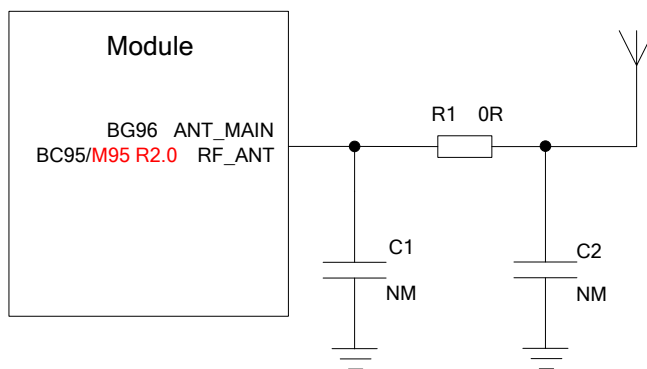 Module
R1 0R
BG96 ANT_MAIN
BC95/M95 R2.0 RF_ANT
C1
C2
NM
NM